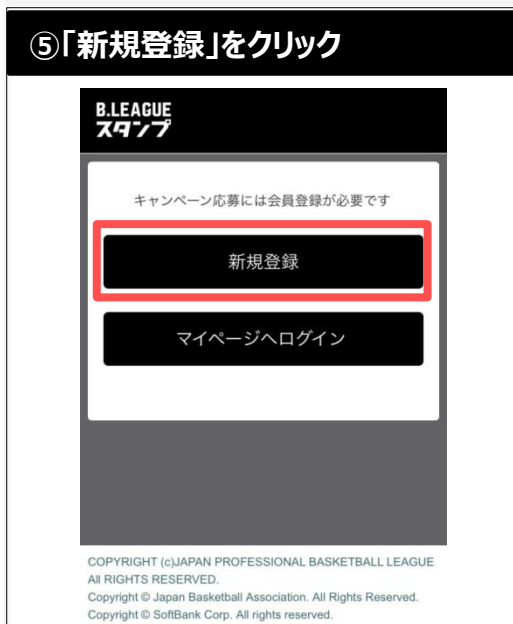 ⑤「新規登録」をクリック
B.LEAGUE
スタンプ
キャンペーン応募には会員登録が必要です
新規登録
マイページへログイン
COPYRIGHT (c)JAPAN PROFESSIONAL BASKETBALL LEAGUE
All RIGHTS RESERVED.
Copyright © Japan Basketball Association. All Rights Reserved.
Copyright © SoftBank Corp. All rights reserved.